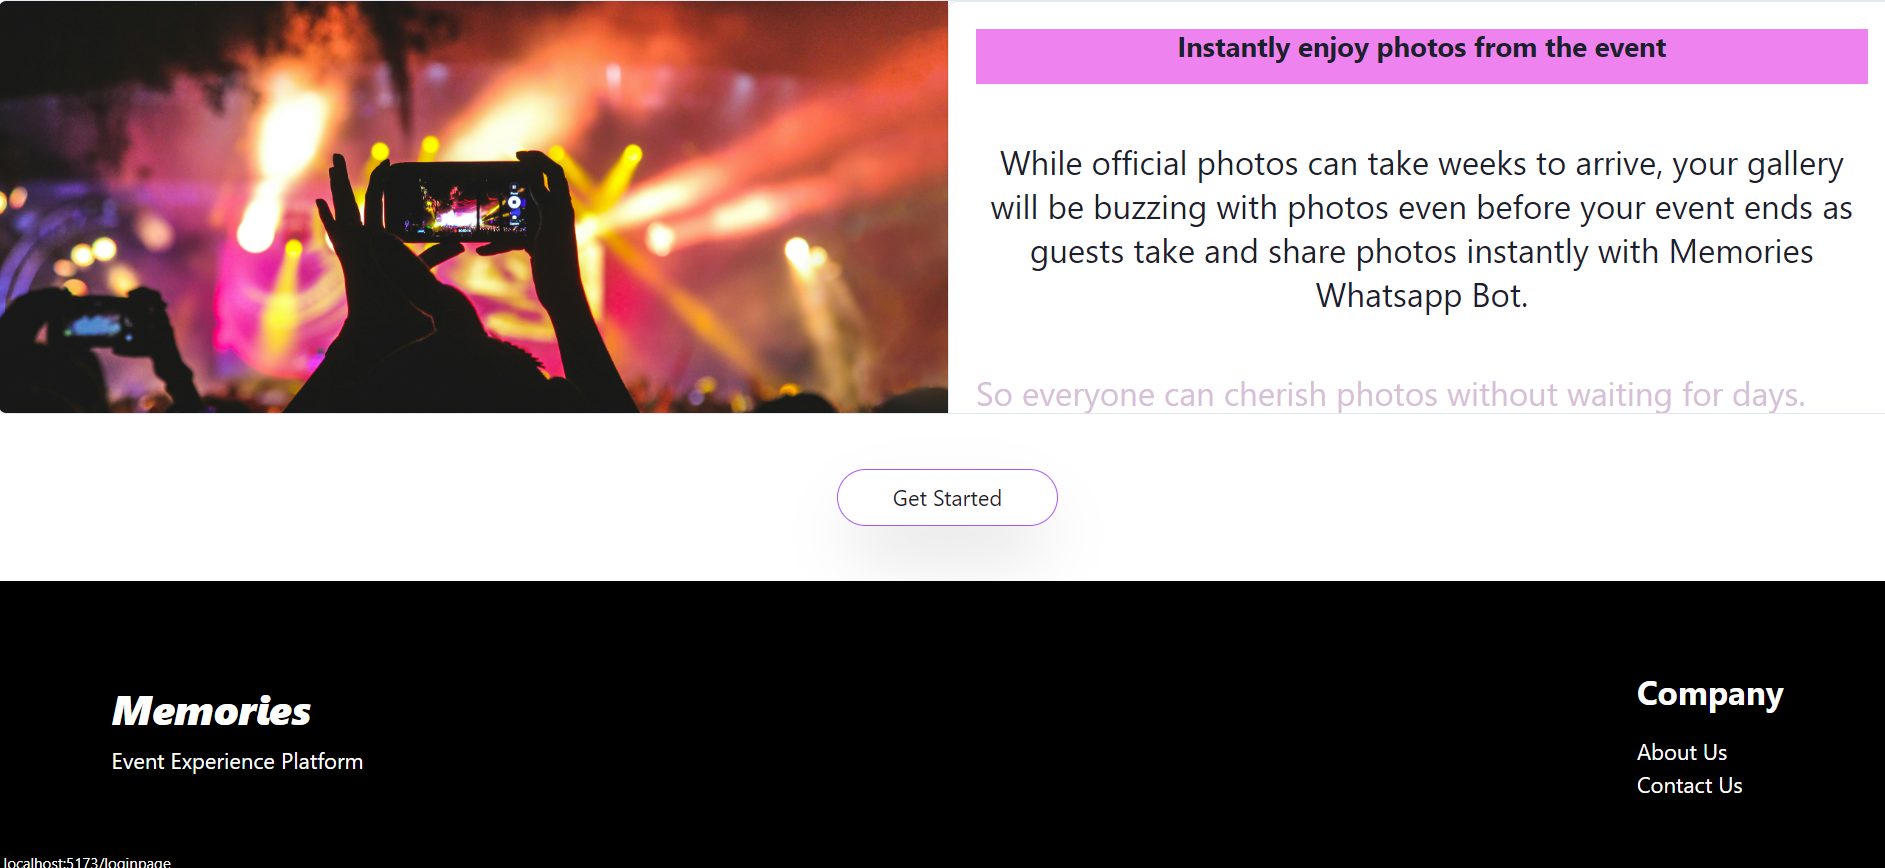 Instantly enjoy photos from the event
While official photos can take weeks to arrive, your gallery
will be buzzing with photos even before your event ends as
guests take and share photos instantly with Memories
Whatsapp Bot.
So everyone can cherish photos without waiting for days.
Get Started
Memories
Event Experience Platform
Company
About Us
Contact Us
localhost:5173/loginpage